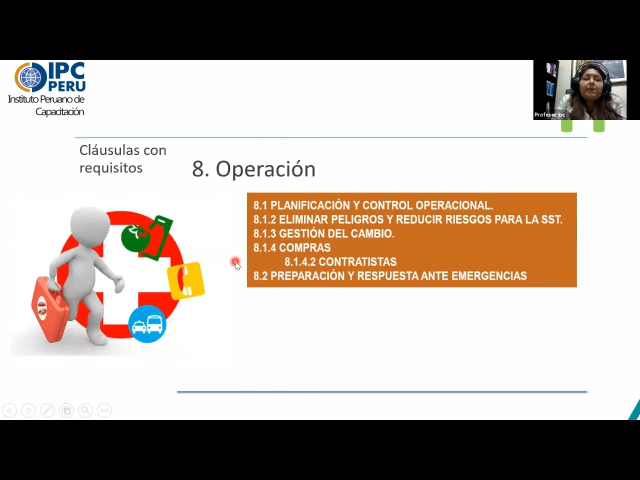 IPC
PERU
Instituto Peruano de
Capacitación
Cláusulas con
requisitos
8. Operación
8.1 PLANIFICACIÓN Y CONTROL OPERACIONAL.
8.1.2 ELIMINAR PELIGROS Y REDUCIR RIESGOS PARA LA SST.
8.1.3 GESTIÓN DEL CAMBIO.
8.1.4 COMPRAS
8.1.4.2 CONTRATISTAS
8.2 PREPARACIÓN Y RESPUESTA ANTE EMERGENCIAS